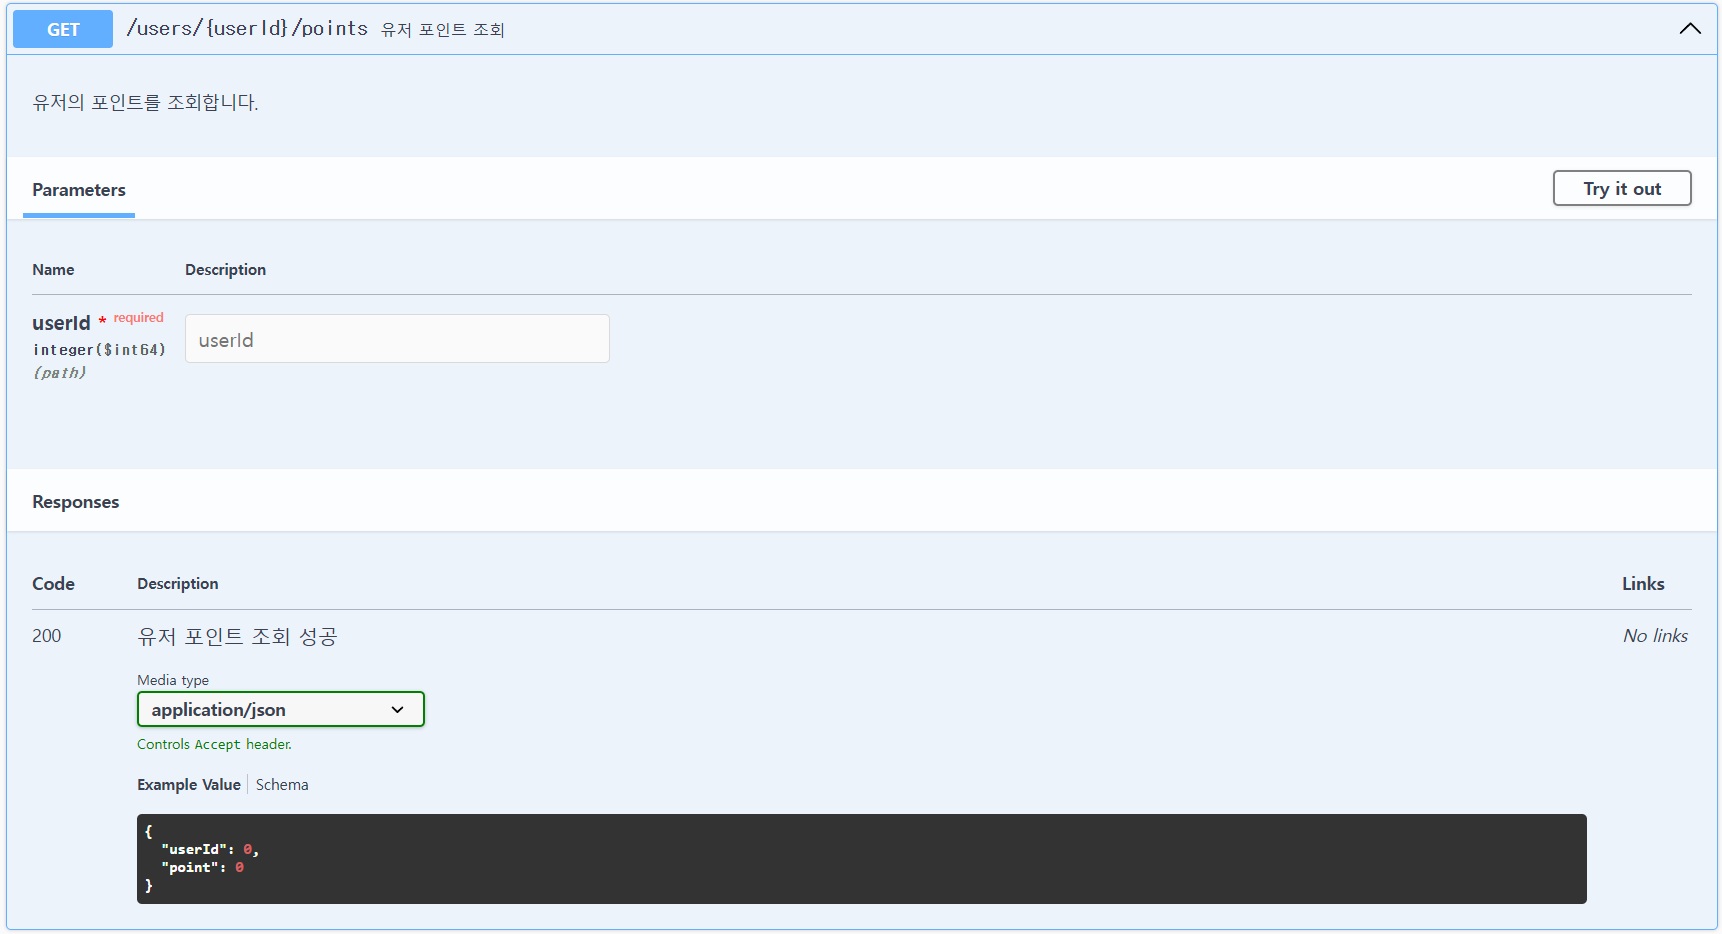 GET /users/{userId}/points 유저 포인트 조회
유저의 포인트를 조회합니다.
Parameters
Try it out
Name Description
userId * required
integer($int64)
(path)
userId
Responses
Code Description Links
200 유저 포인트 조회 성공 No links
Media type
application/json
Controls Accept header.
Example Value Schema
{
"userId": 0,
"point": 0
}